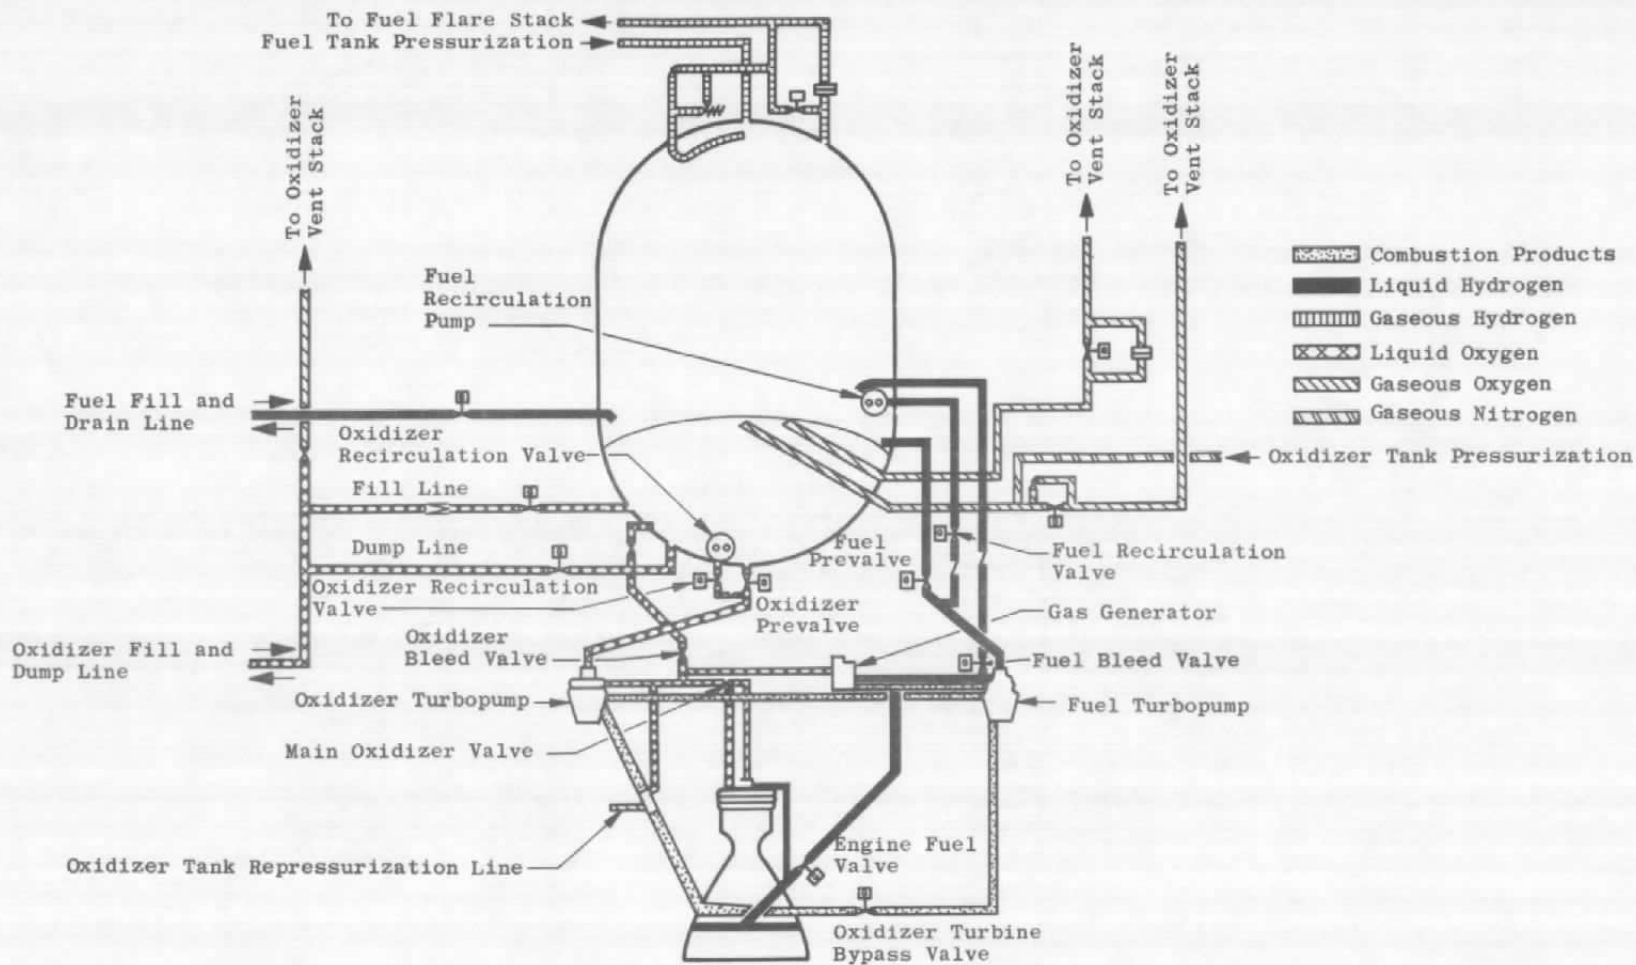 To Fuel Flare Stack
Fuel Tank Pressurization
To Oxidizer
Vent Stack
To Oxidizer
Vent Stack
To Oxidizer
Vent Stack
Combustion Products
Liquid Hydrogen
Gaseous Hydrogen
Liquid Oxygen
Gaseous Oxygen
Gaseous Nitrogen
Fuel
Recirculation
Pump
Fuel Fill and
Drain Line
Oxidizer
Recirculation Valve
Oxidizer Tank Pressurization
Fill Line
Dump Line
Fuel
Prevalve
Fuel Recirculation
Valve
Oxidizer Recirculation
Valve
Oxidizer
Prevalve
Gas Generator
Oxidizer Fill and
Dump Line
Oxidizer
Bleed Valve
Fuel Bleed Valve
Oxidizer Turbopump
Fuel Turbopump
Main Oxidizer Valve
Oxidizer Tank Repressurization Line
Engine Fuel
Valve
Oxidizer Turbine
Bypass Valve